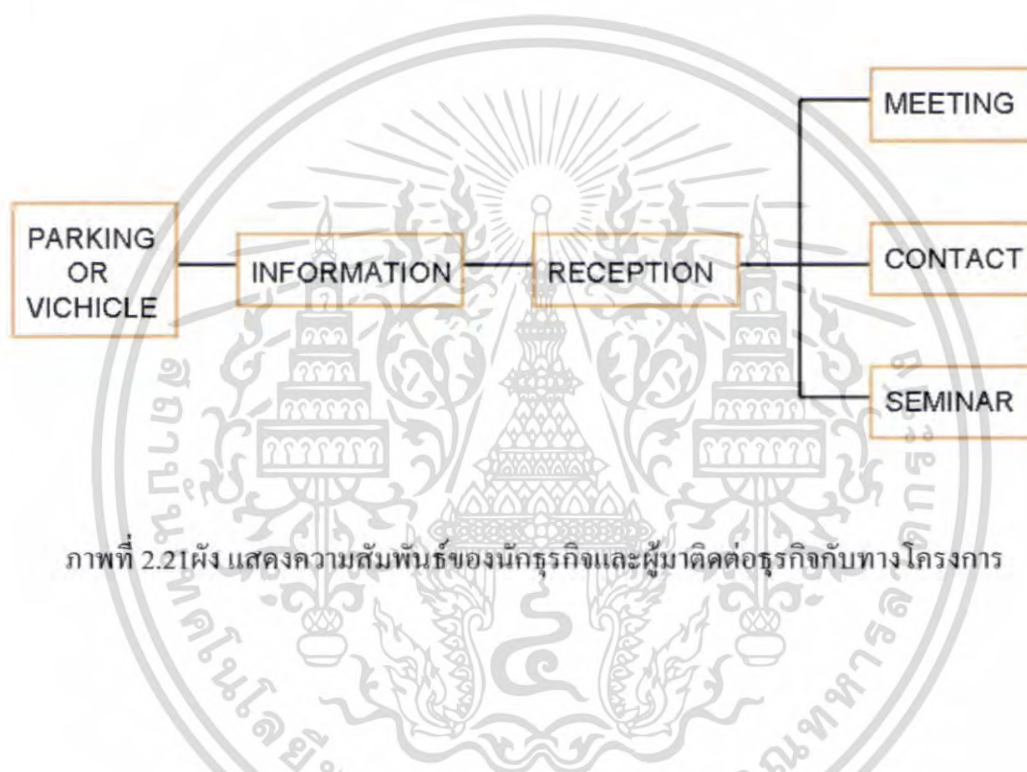 PARKING
OR
VICHICLE
INFORMATION
RECEPTION
MEETING
CONTACT
SEMINAR
ภาพที่ 2.21ผัง แสดงความสัมพันธ์ของนักธุรกิจและผู้มาติดต่อธุรกิจกับทางโครงการ